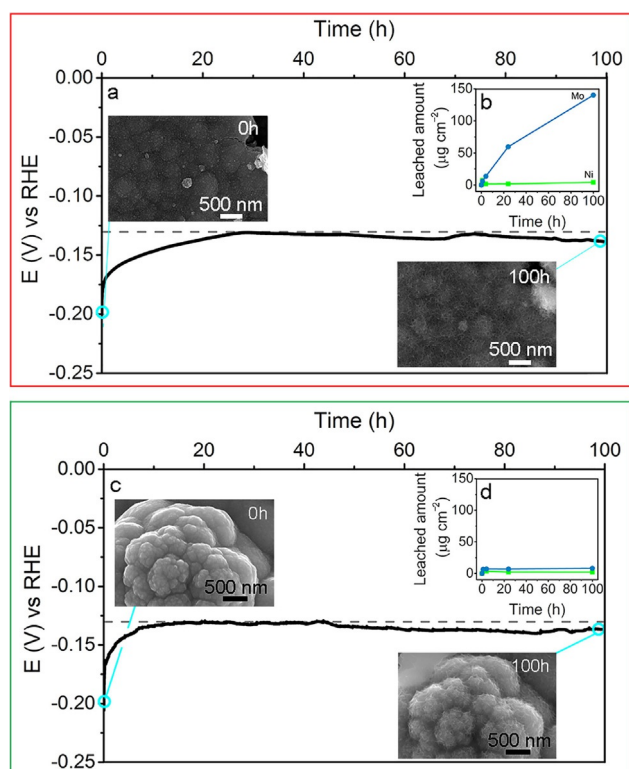 Time (h)
0 20 40 60 80 100
0.00
-0.05
-0.10
-0.15
-0.20
-0.25
E (V) vs RHE
a
0h
500 nm
b
150
100
50
0
Leached amount
(μg cm⁻²)
Mo
Ni
0 20 40 60 80 100
Time (h)
100h
500 nm
Time (h)
0 20 40 60 80 100
0.00
-0.05
-0.10
-0.15
-0.20
-0.25
E (V) vs RHE
c
0h
500 nm
d
150
100
50
0
Leached amount
(μg cm⁻²)
0 20 40 60 80 100
Time (h)
100h
500 nm